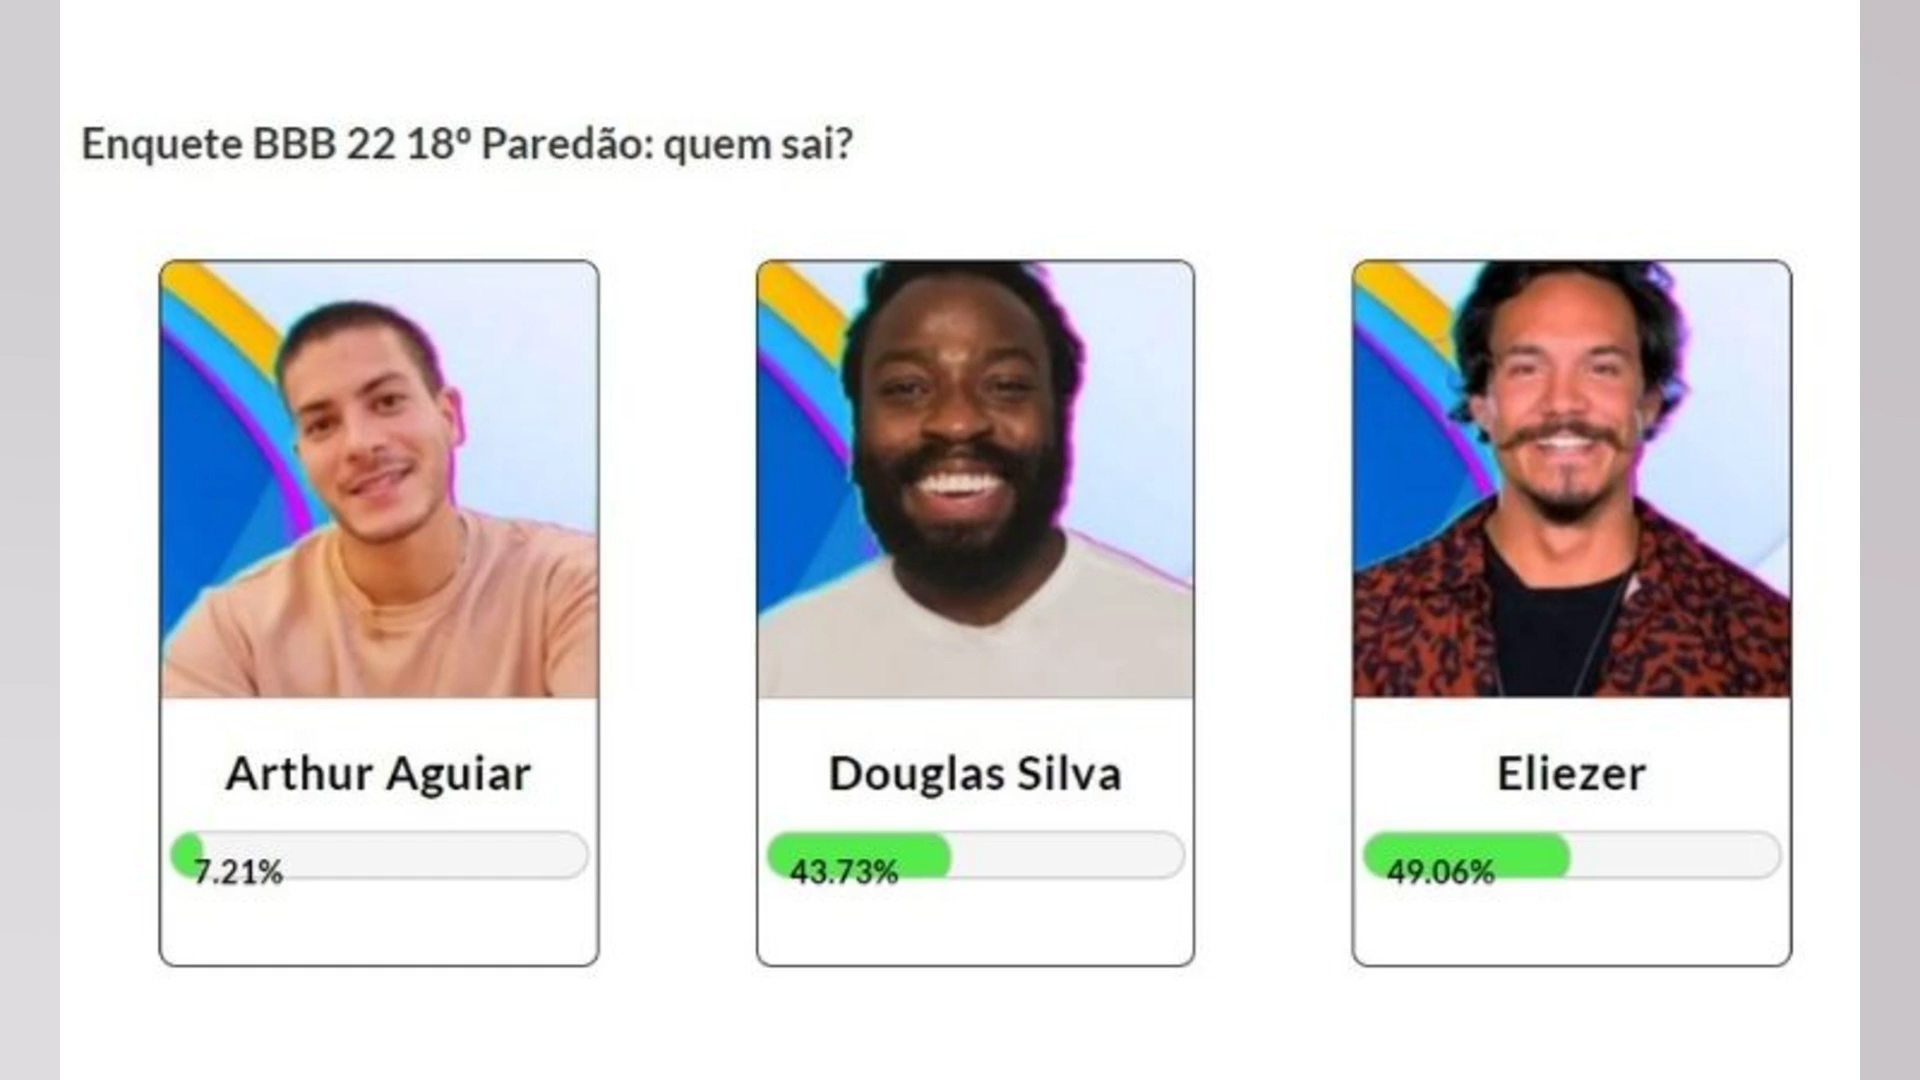 Enquete BBB 22 18º Paredão: quem sai?
Arthur Aguiar
Douglas Silva
Eliezer
7.21%
43.73%
49.06%